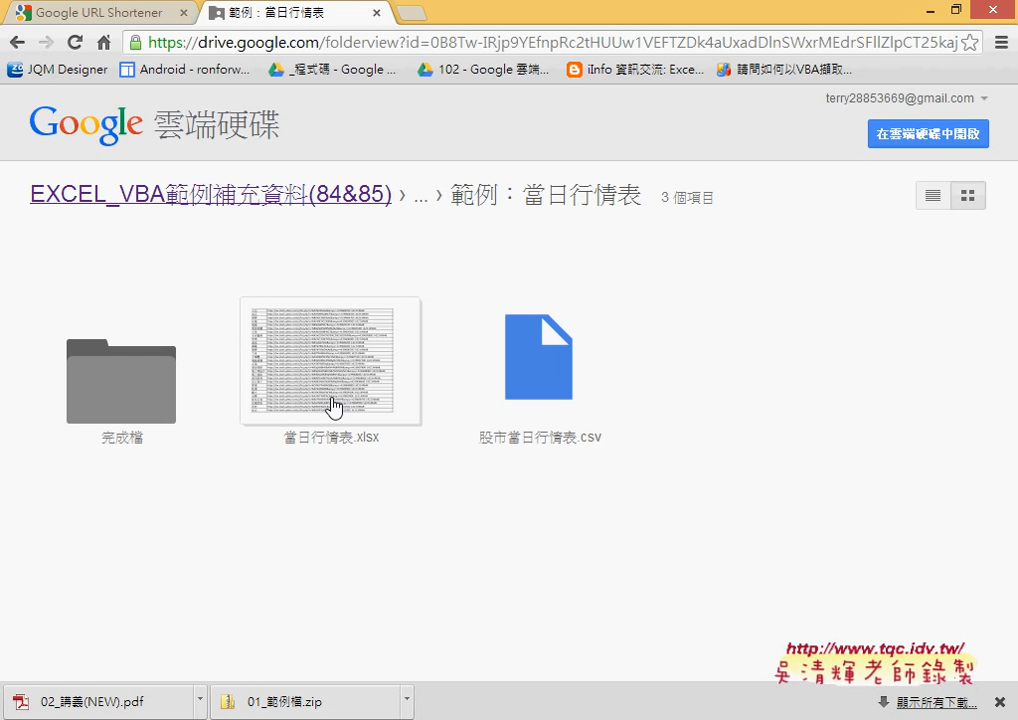 Google URL Shortener
範例：當日行情表
https://drive.google.com/folderview?id=0B8Tw-IRjp9YEfnpRc2tHUUw1VEFTZDk4aUxadDlnSWxrMEdrSFllZlpCT25kaj
JQM Designer
Android - ronforw...
_程式碼 - Google ...
102 - Google 雲端...
iInfo 資訊交流: Exce...
請問如何以VBA擷取...
terry28853669@gmail.com
Google 雲端硬碟
在雲端硬碟中開啟
EXCEL_VBA範例補充資料(84&85) › ... › 範例：當日行情表 3 個項目
完成檔
當日行情表.xlsx
股市當日行情表.csv
http://www.tqc.idv.tw/
吳清輝老師錄製
02_講義(NEW).pdf
01_範例檔.zip
顯示所有下載...